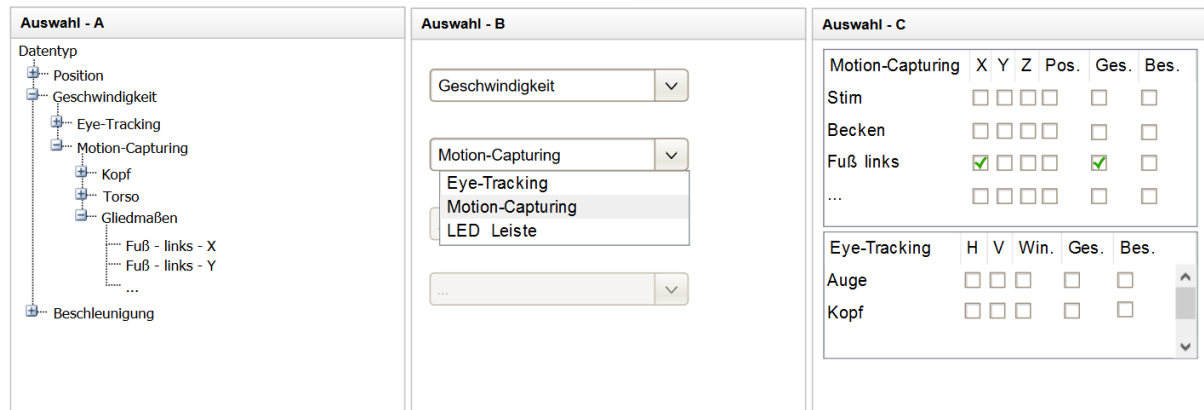 Auswahl - A
Datentyp
Position
Geschwindigkeit
Eye-Tracking
Motion-Capturing
Kopf
Torso
Gliedmaßen
Fuß - links - X
Fuß - links - Y
...
Beschleunigung
Auswahl - B
Geschwindigkeit
Motion-Capturing
Eye-Tracking
Motion-Capturing
LED Leiste
...
Auswahl - C
Motion-Capturing X Y Z Pos. Ges. Bes.
Stirn
Becken
Fuß links
...
Eye-Tracking H V Win. Ges. Bes.
Auge
Kopf